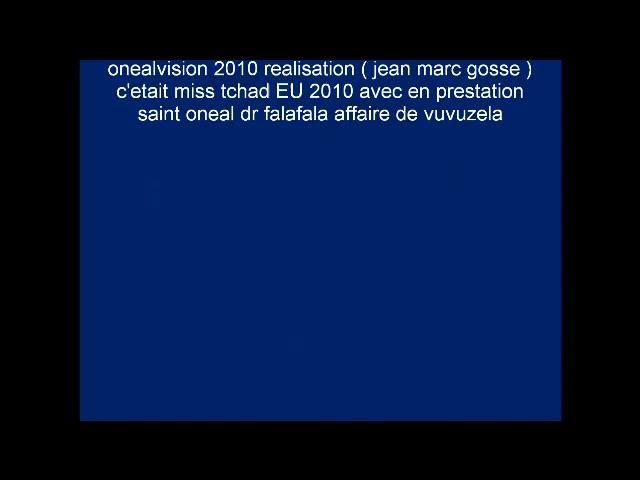 onealvision 2010 realisation ( jean marc gosse )
c'etait miss tchad EU 2010 avec en prestation
saint oneal dr falafala affaire de vuvuzela